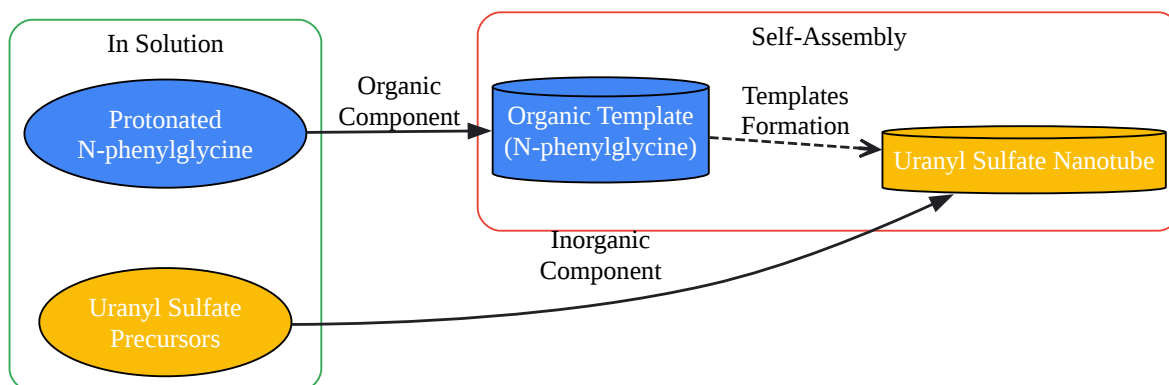 In Solution
Self-Assembly
Protonated
N-phenylglycine
Organic
Component
Organic Template
(N-phenylglycine)
Templates
Formation
Uranyl Sulfate Nanotube
Inorganic
Component
Uranyl Sulfate
Precursors